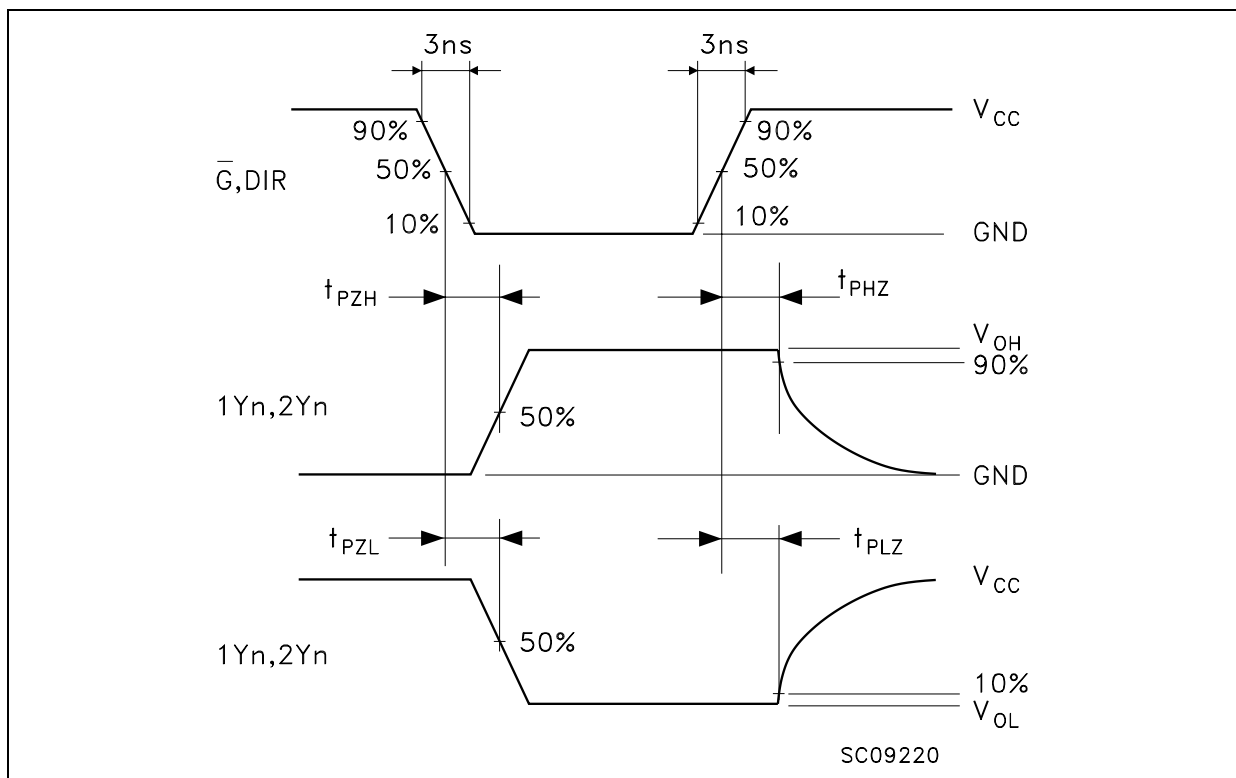 3ns 3ns
V_CC
90% 90%
50% 50%
G̅,DIR
10% 10%
GND
t_PZH t_PHZ
V_OH
90%
1Yn,2Yn
50%
GND
t_PZL t_PLZ
V_CC
50%
1Yn,2Yn
10%
V_OL
SC09220